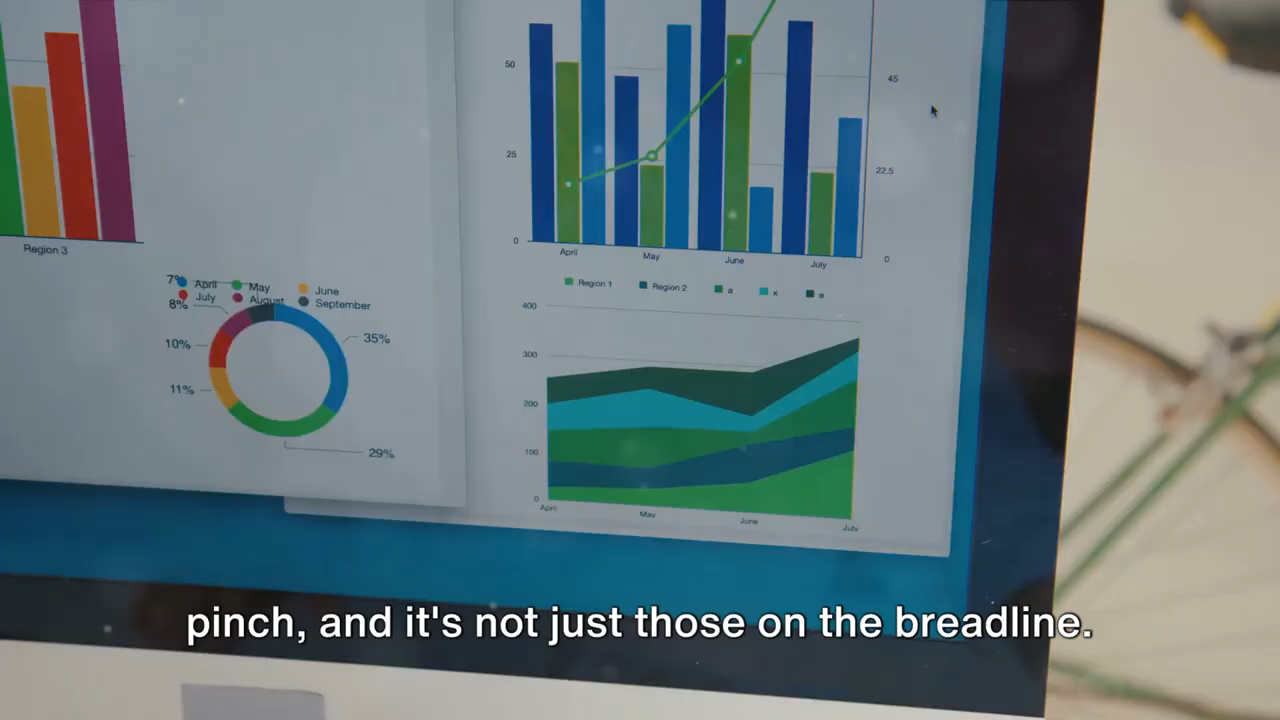 Region 3
7%
April
May
June
July
August
September
8%
35%
10%
11%
29%
50
25
0
45
22,5
0
April
May
June
July
Region 1
Region 2
400
300
200
100
0
April
May
June
July
pinch, and it's not just those on the breadline.